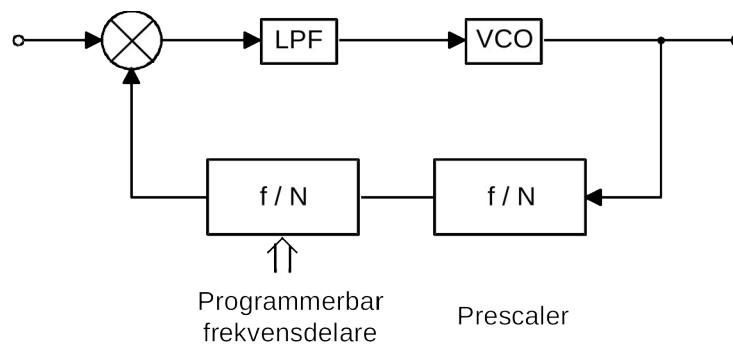 LPF
VCO
f / N
f / N
Programmerbar
frekvensdelare
Prescaler